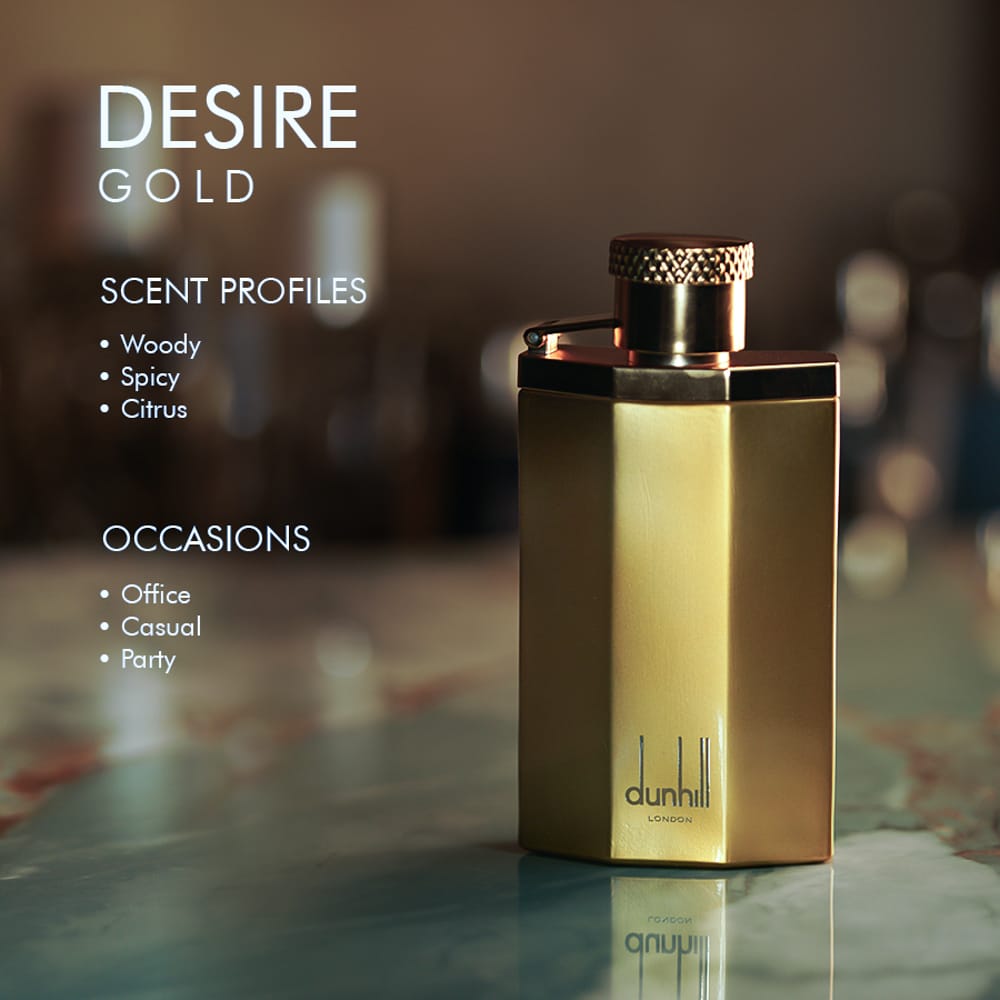 DESIRE
GOLD
SCENT PROFILES
• Woody
• Spicy
• Citrus
OCCASIONS
• Office
• Casual
• Party
dunhill
LONDON